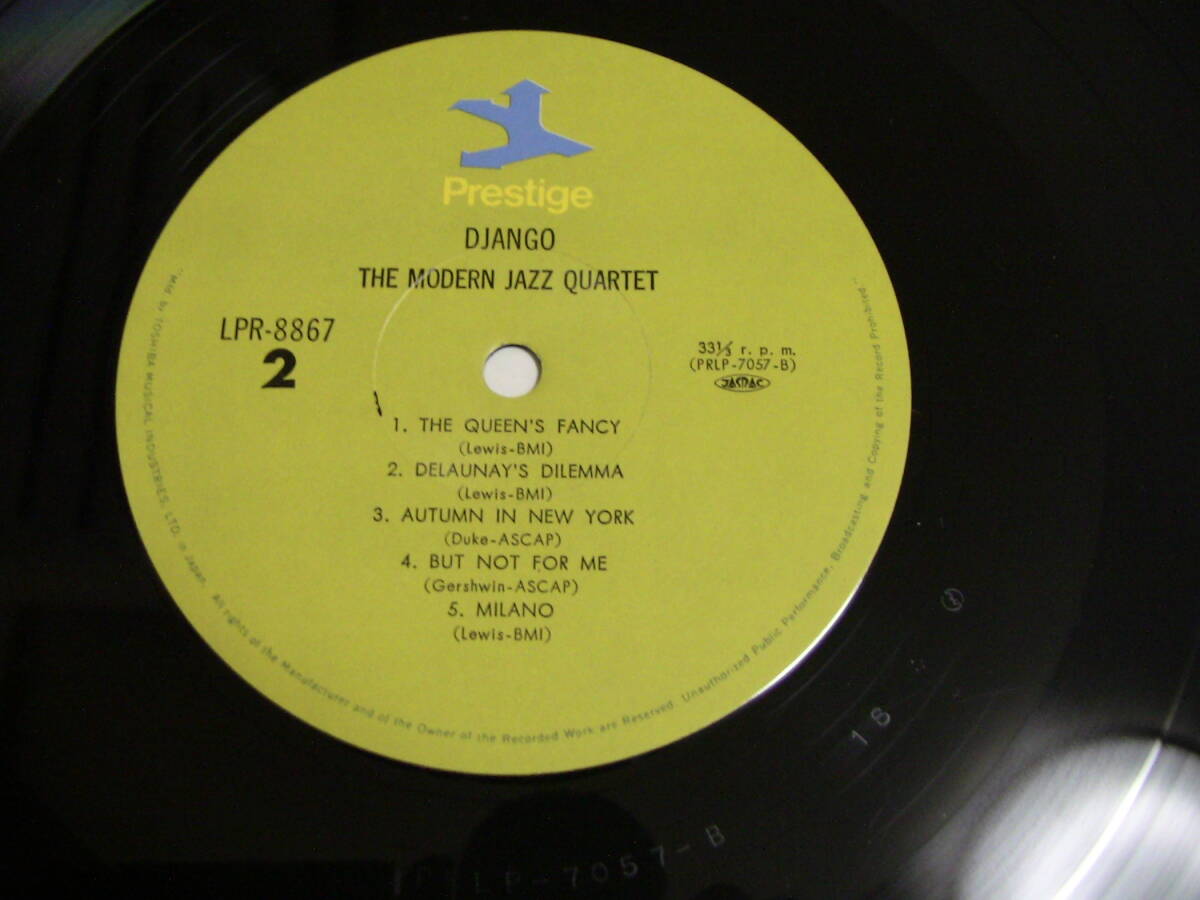 Prestige
DJANGO
THE MODERN JAZZ QUARTET
LPR-8867
2
33⅓ r. p. m.
(PRLP-7057-B)
JASRAC
1. THE QUEEN'S FANCY
(Lewis-BMI)
2. DELAUNAY'S DILEMMA
(Lewis-BMI)
3. AUTUMN IN NEW YORK
(Duke-ASCAP)
4. BUT NOT FOR ME
(Gershwin-ASCAP)
5. MILANO
(Lewis-BMI)
"Mfd by TOSHIBA MUSICAL INDUSTRIES, LTD. in Japan. All rights of the Manufacturer and of the Owner of the Recorded Work are Reserved. Unauthorized Public Performance, Broadcasting and Copying of the Record Prohibited."
PRLP-7057-B